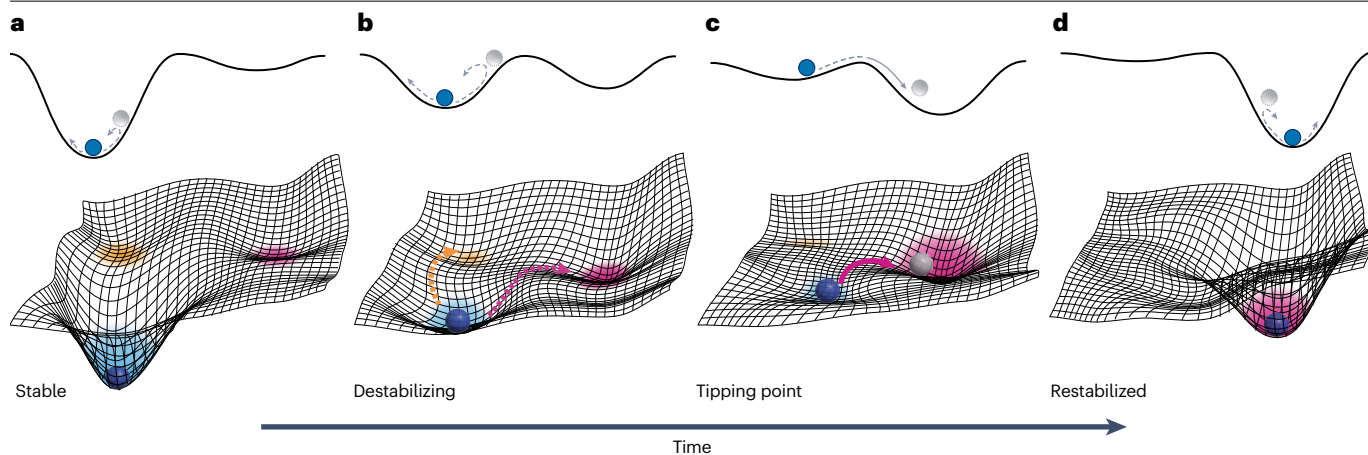 a
b
c
d
Stable
Destabilizing
Tipping point
Restabilized
Time